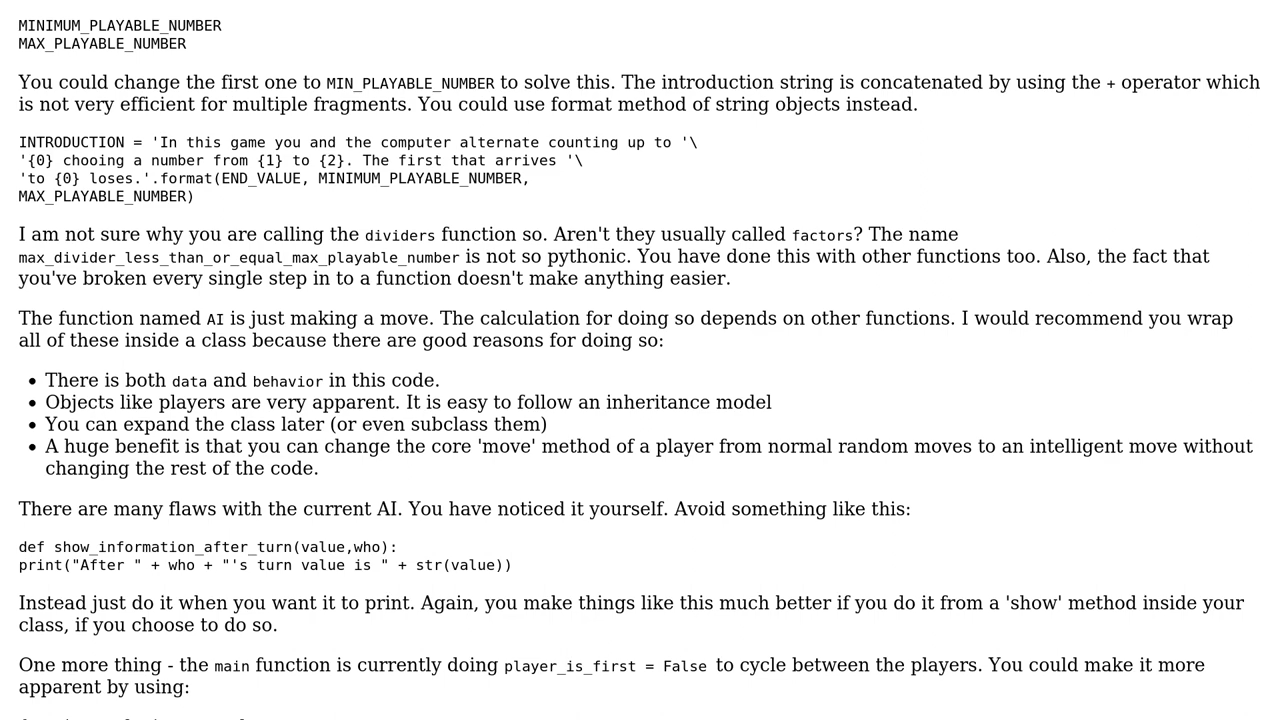 MINIMUM_PLAYABLE_NUMBER
MAX_PLAYABLE_NUMBER
You could change the first one to MIN_PLAYABLE_NUMBER to solve this. The introduction string is concatenated by using the + operator which
is not very efficient for multiple fragments. You could use format method of string objects instead.
INTRODUCTION = 'In this game you and the computer alternate counting up to '\
'{0} chooing a number from {1} to {2}. The first that arrives '\
'to {0} loses.'.format(END_VALUE, MINIMUM_PLAYABLE_NUMBER,
MAX_PLAYABLE_NUMBER)
I am not sure why you are calling the dividers function so. Aren't they usually called factors? The name
max_divider_less_than_or_equal_max_playable_number is not so pythonic. You have done this with other functions too. Also, the fact that
you've broken every single step in to a function doesn't make anything easier.
The function named AI is just making a move. The calculation for doing so depends on other functions. I would recommend you wrap
all of these inside a class because there are good reasons for doing so:
• There is both data and behavior in this code.
• Objects like players are very apparent. It is easy to follow an inheritance model
• You can expand the class later (or even subclass them)
• A huge benefit is that you can change the core 'move' method of a player from normal random moves to an intelligent move without
changing the rest of the code.
There are many flaws with the current AI. You have noticed it yourself. Avoid something like this:
def show_information_after_turn(value,who):
print("After " + who + "'s turn value is " + str(value))
Instead just do it when you want it to print. Again, you make things like this much better if you do it from a 'show' method inside your
class, if you choose to do so.
One more thing - the main function is currently doing player_is_first = False to cycle between the players. You could make it more
apparent by using: